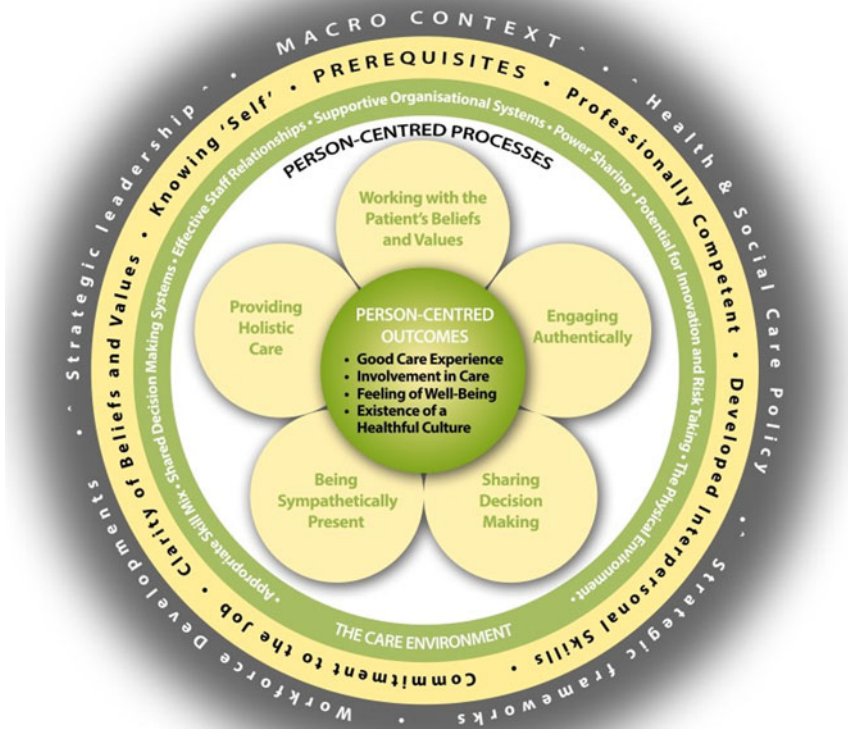 MACRO CONTEXT
Health & Social Care Policy
Strategic frameworks
Workforce Developments
Strategic leadership
PREREQUISITES • Professionally Competent • Developed Interpersonal Skills • Commitment to the Job • Clarity of Beliefs and Values • Knowing 'Self' •
THE CARE ENVIRONMENT
• Appropriate Skill Mix • Shared Decision Making Systems • Effective Staff Relationships • Supportive Organisational Systems • Power Sharing • Potential for Innovation and Risk Taking • The Physical Environment •
PERSON-CENTRED PROCESSES
Working with the
Patient's Beliefs
and Values
Engaging
Authentically
Sharing
Decision
Making
Being
Sympathetically
Present
Providing
Holistic
Care
PERSON-CENTRED
OUTCOMES
• Good Care Experience
• Involvement in Care
• Feeling of Well-Being
• Existence of a
Healthful Culture